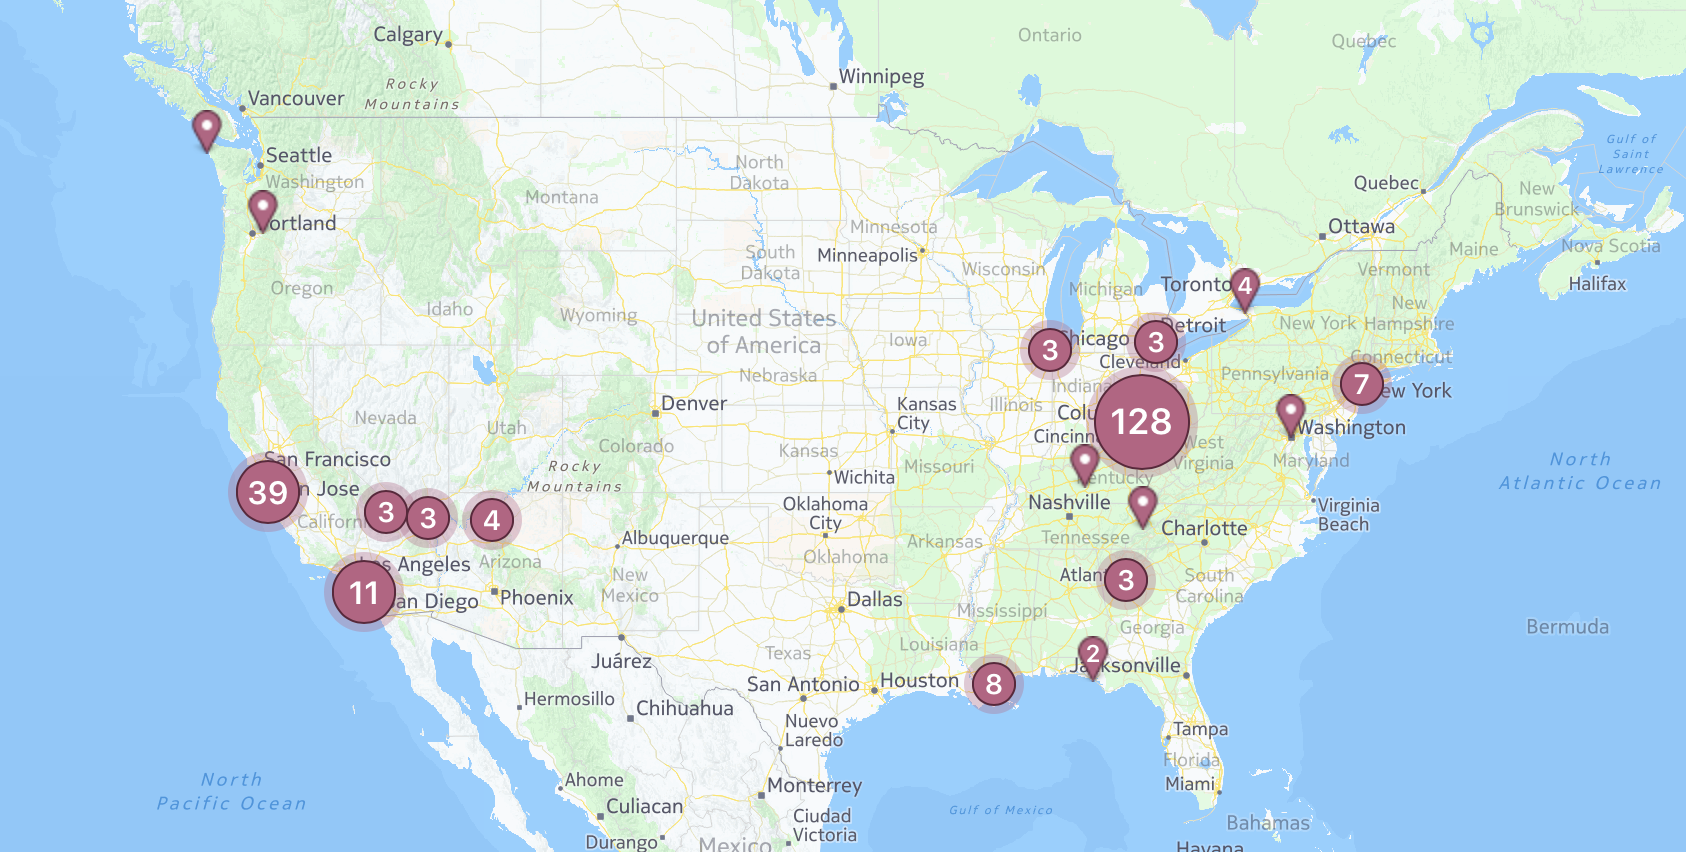 Calgary
Ontario
Quebec
Winnipeg
Rocky
Mountains
Vancouver
Gulf of
Saint
Lawrence
Seattle
Washington
North
Dakota
Montana
Quebec
New
Brunswick
Portland
Minnesota
Ottawa
Minneapolis
South
Dakota
Wisconsin
Maine
Nova Scotia
Vermont
Halifax
Oregon
Idaho
Wyoming
Michigan
Toronto
4
United States
of America
Iowa
New
Hampshire
New York
Detroit
3
Chicago
3
Cleveland
Connecticut
Nebraska
Pennsylvania
7
New York
Indiana
Nevada
Utah
Denver
Kansas
City
Illinois
128
Cincinn
Washington
Colorado
Kansas
Missouri
West
Virginia
Maryland
San Francisco
Rocky
Mountains
Wichita
Kentucky
North
Atlantic Ocean
39
n Jose
California
3
3
4
Oklahoma
City
Nashville
Virginia
Beach
Charlotte
Tennessee
Albuquerque
Arkansas
Oklahoma
Los Angeles
Arizona
New
Mexico
Atlan
3
South
Carolina
11
San Diego
Phoenix
Dallas
Mississippi
Georgia
Bermuda
Juárez
Texas
Louisiana
2
Jacksonville
San Antonio
Houston
8
Hermosillo
Chihuahua
Nuevo
Laredo
Tampa
Florida
North
Pacific Ocean
Ahome
Monterrey
Miami
Culiacan
Ciudad
Victoria
Gulf of Mexico
Bahamas
Durango
Mexico
Havana